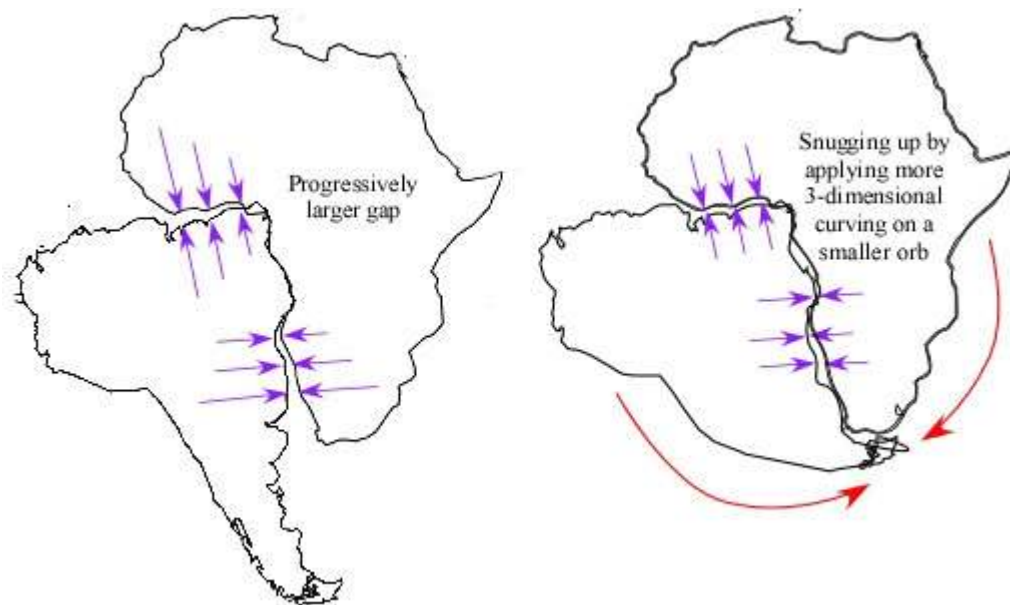 Progressively
larger gap
Snugging up by
applying more
3-dimensional
curving on a
smaller orb